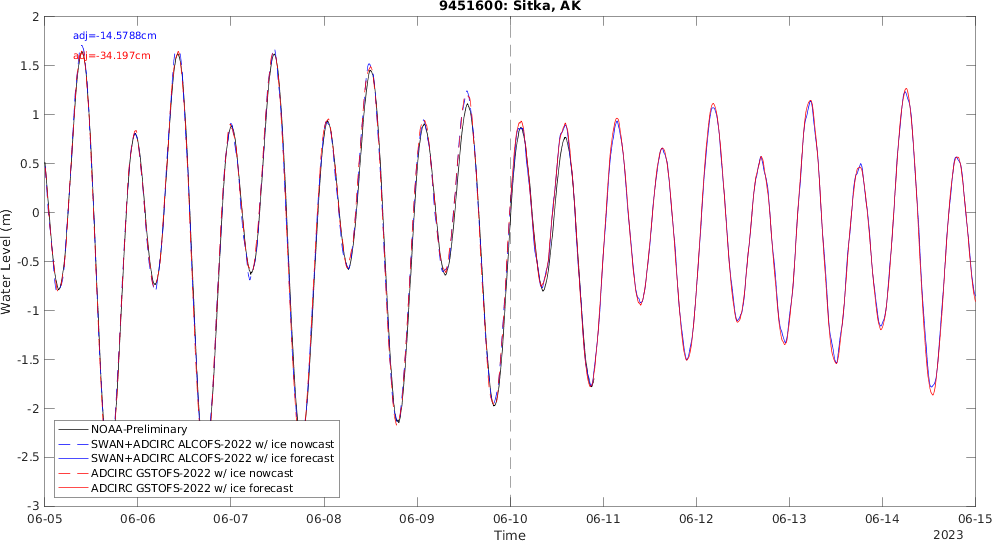 9451600: Sitka, AK
adj=-14.5788cm
adj=-34.197cm
Water Level (m)
2
1.5
1
0.5
0
-0.5
-1
-1.5
-2
-2.5
-3
NOAA-Preliminary
SWAN+ADCIRC ALCOFS-2022 w/ ice nowcast
SWAN+ADCIRC ALCOFS-2022 w/ ice forecast
ADCIRC GSTOFS-2022 w/ ice nowcast
ADCIRC GSTOFS-2022 w/ ice forecast
06-05 06-06 06-07 06-08 06-09 06-10 06-11 06-12 06-13 06-14 06-15
Time
2023